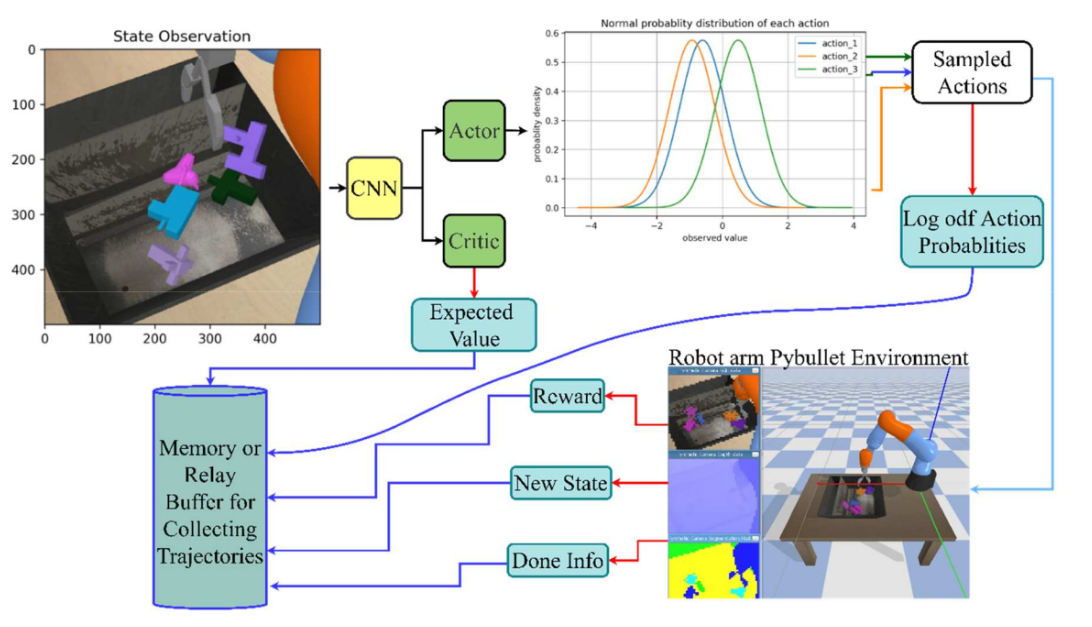 State Observation
0
100
200
300
400
0
100
200
300
400
CNN
Actor
Critic
Expected
Value
Normal probablity distribution of each action
probablity density
0.6
0.5
0.4
0.3
0.2
0.1
0.0
−4
−2
0
2
4
observed value
action_1
action_2
action_3
Sampled
Actions
Log odf Action
Probablities
Robot arm Pybullet Environment
Reward
New State
Done Info
Memory or
Relay
Buffer for
Collecting
Trajectories